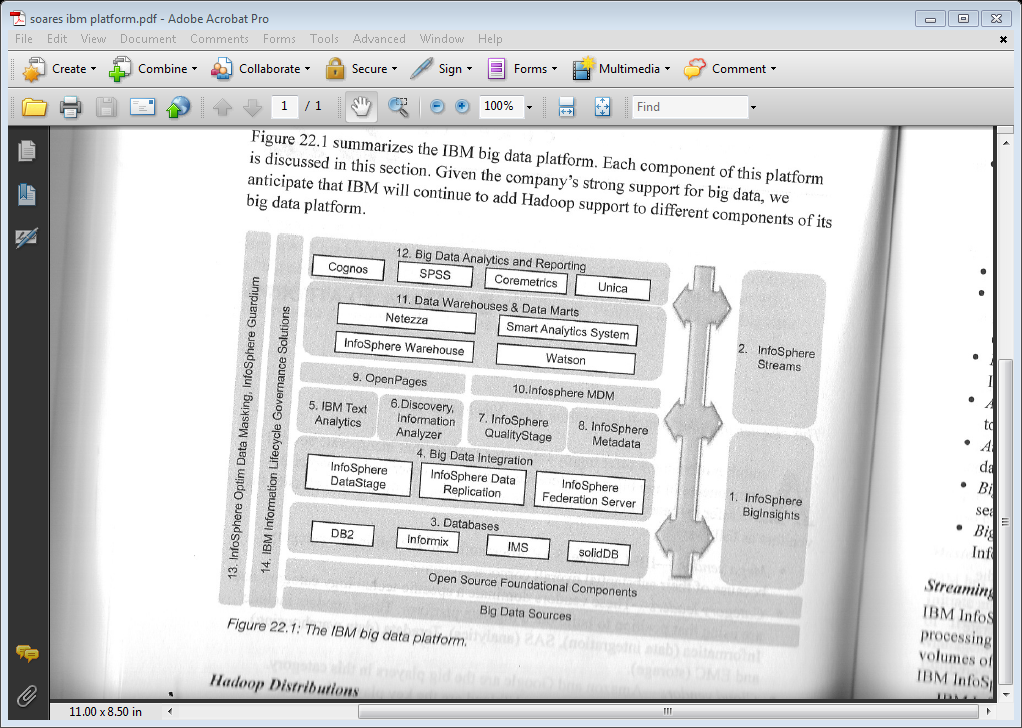 soares ibm platform.pdf - Adobe Acrobat Pro
File Edit View Document Comments Forms Tools Advanced Window Help
Create Combine Collaborate Secure Sign Forms Multimedia Comment
1 / 1 100% Find
Figure 22.1 summarizes the IBM big data platform. Each component of this platform
is discussed in this section. Given the company's strong support for big data, we
anticipate that IBM will continue to add Hadoop support to different components of its
big data platform.
13. InfoSphere Optim Data Masking, InfoSphere Guardium
14. IBM Information Lifecycle Governance Solutions
12. Big Data Analytics and Reporting
Cognos SPSS Coremetrics Unica
11. Data Warehouses & Data Marts
Netezza Smart Analytics System
InfoSphere Warehouse Watson
9. OpenPages 10.Infosphere MDM
5. IBM Text
Analytics
6.Discovery,
Information
Analyzer
7. InfoSphere
QualityStage
8. InfoSphere
Metadata
4. Big Data Integration
InfoSphere
DataStage
InfoSphere Data
Replication
InfoSphere
Federation Server
3. Databases
DB2 Informix IMS solidDB
Open Source Foundational Components
Big Data Sources
2. InfoSphere
Streams
1. InfoSphere
BigInsights
Figure 22.1: The IBM big data platform.
Hadoop Distributions
Streaming
IBM InfoS
processing
volumes of
IBM InfoSp
11.00 x 8.50 in